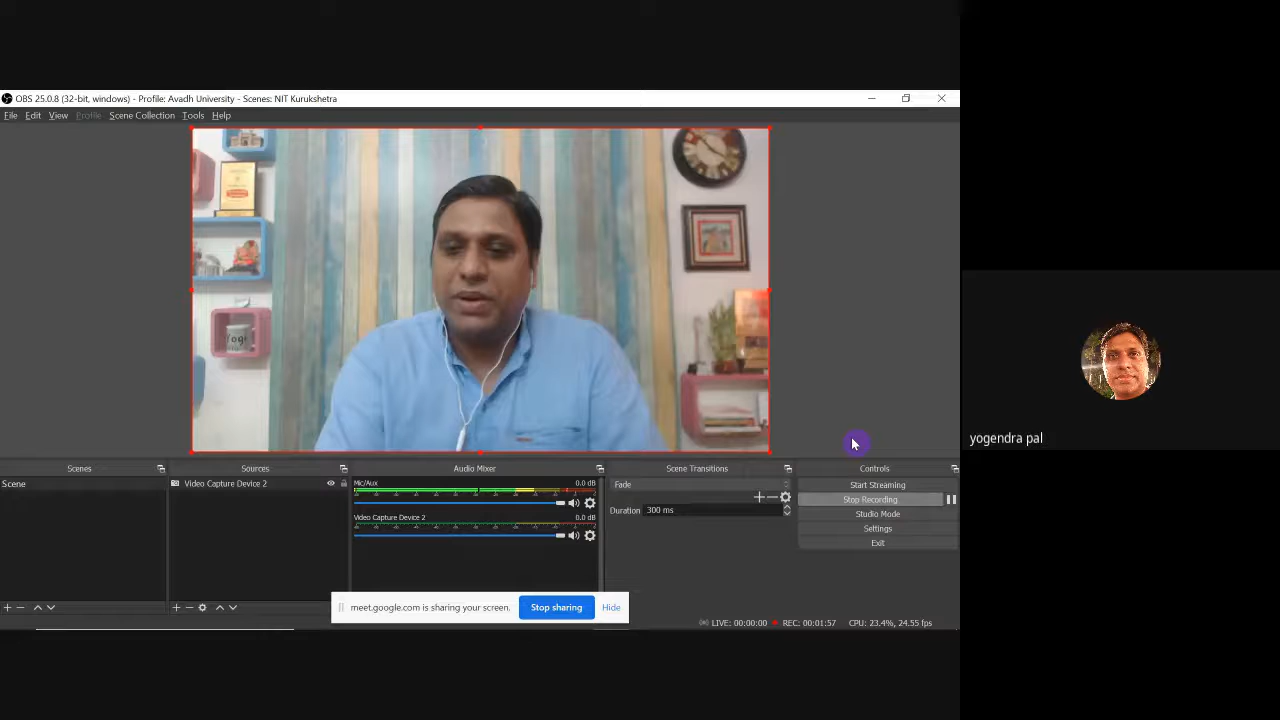 OBS 25.0.8 (32-bit, windows) - Profile: Avadh University - Scenes: NIT Kurukshetra
File Edit View Profile Scene Collection Tools Help
Yogi
yogendra pal
Scenes Sources Audio Mixer Scene Transitions Controls
Scene
Video Capture Device 2
Mic/Aux 0.0 dB
Video Capture Device 2 0.0 dB
Fade
Duration 300 ms
Start Streaming
Stop Recording
Studio Mode
Settings
Exit
meet.google.com is sharing your screen. Stop sharing Hide
LIVE: 00:00:00 REC: 00:01:57 CPU: 23.4%, 24.55 fps